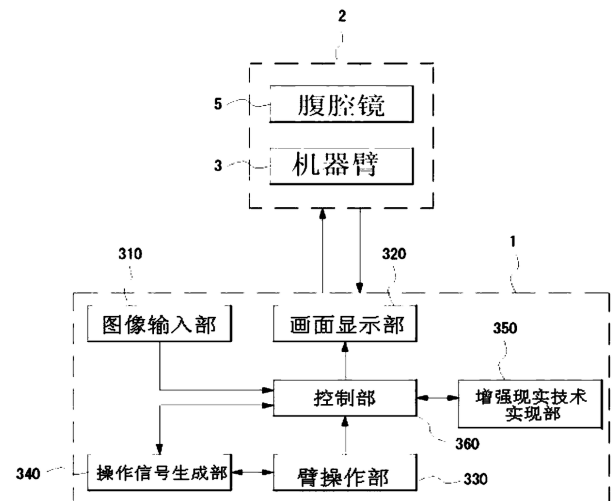 2
5
腹腔镜
3
机器臂
310
320
1
图像输入部
画面显示部
350
控制部
增强现实技术
实现部
360
340
操作信号生成部
臂操作部
330